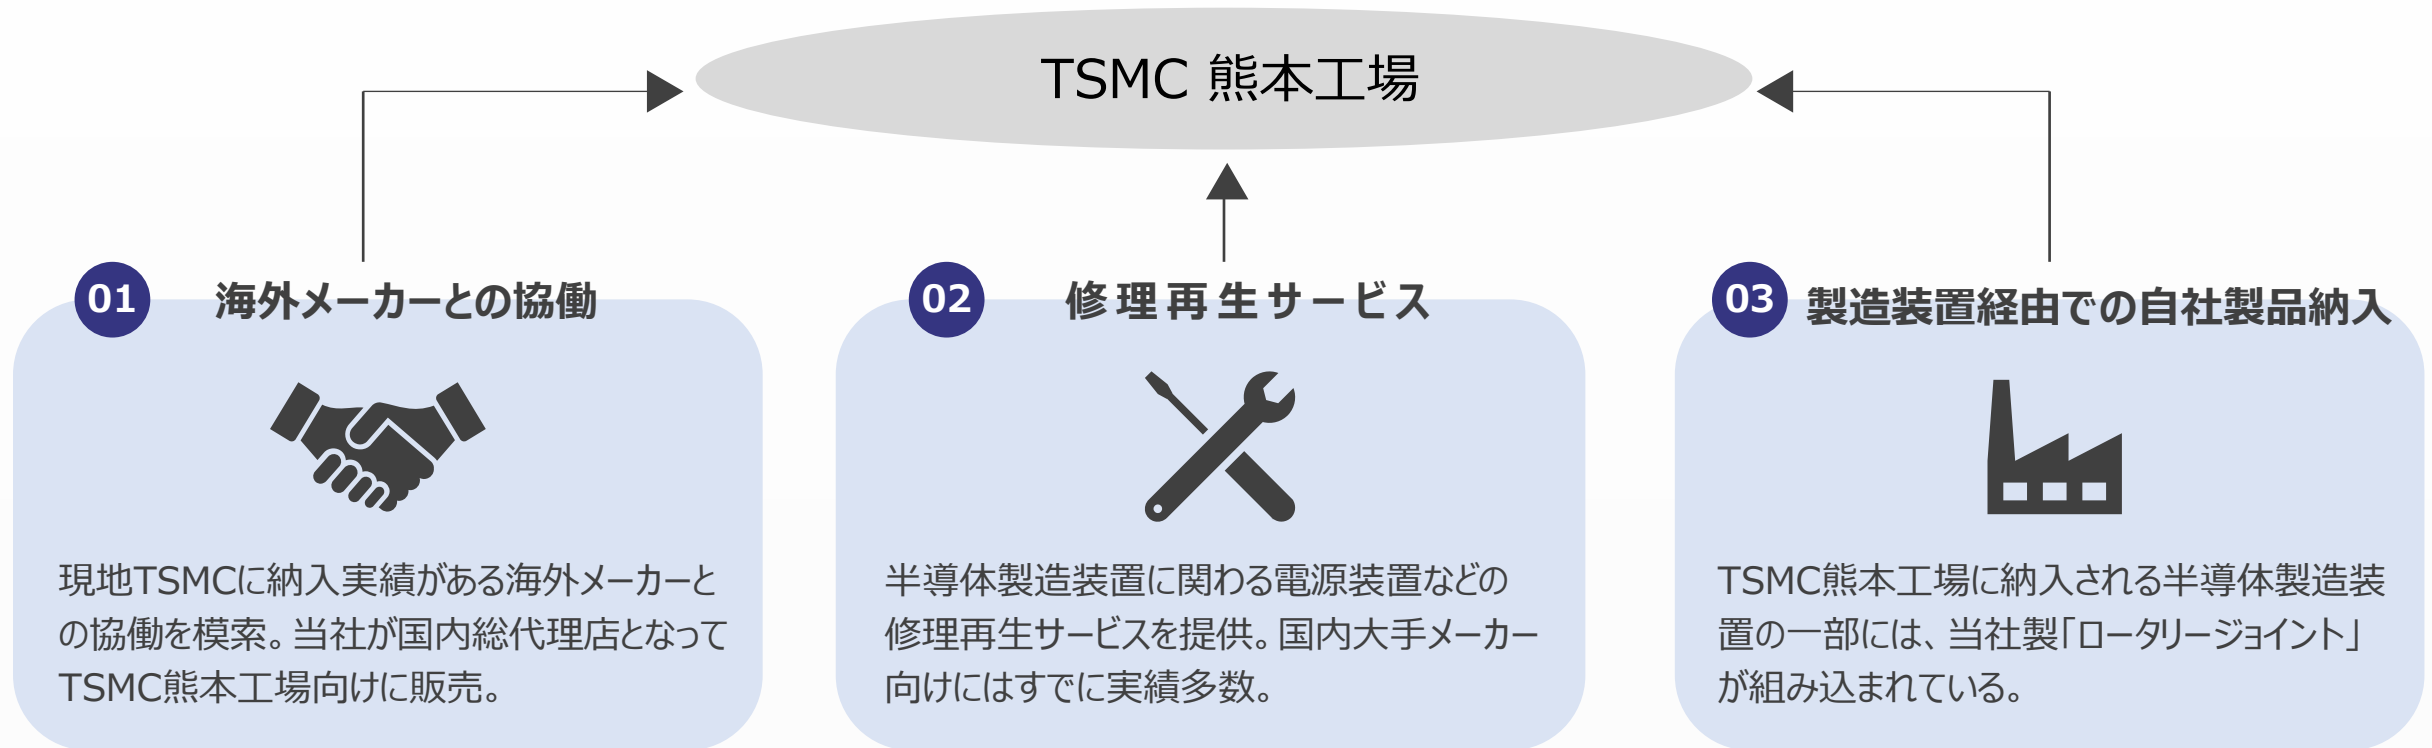 TSMC 熊本工場
01 海外メーカーとの協働
現地TSMCに納入実績がある海外メーカーと
の協働を模索。当社が国内総代理店となって
TSMC熊本工場向けに販売。
02 修理再生サービス
半導体製造装置に関わる電源装置などの
修理再生サービスを提供。国内大手メーカー
向けにはすでに実績多数。
03 製造装置経由での自社製品納入
TSMC熊本工場に納入される半導体製造装
置の一部には、当社製「ロータリージョイント」
が組み込まれている。